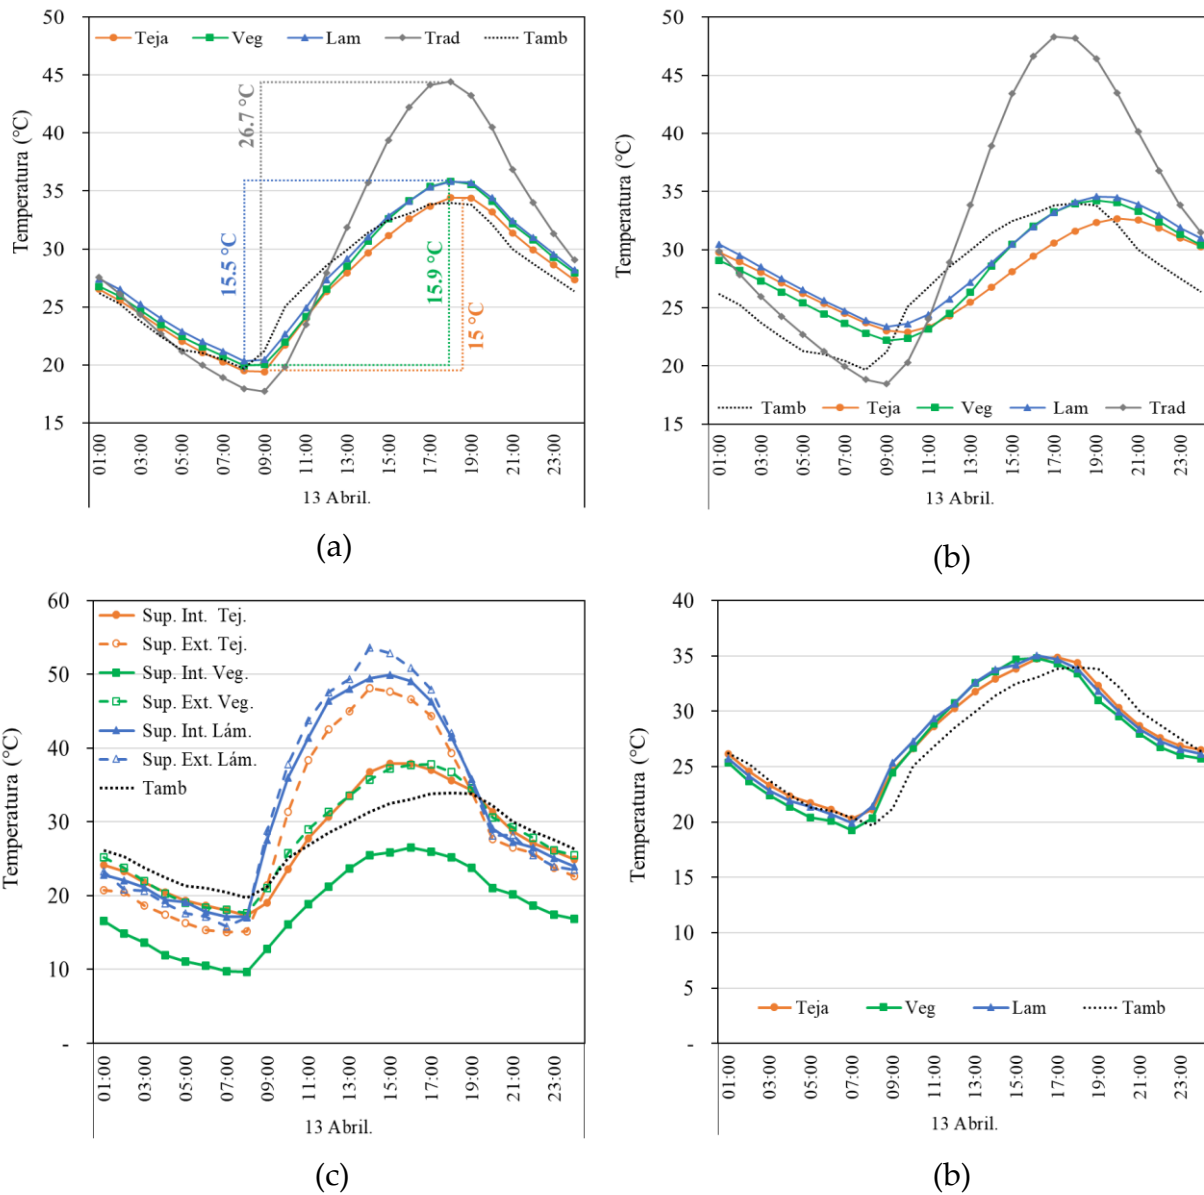 Temperatura (°C)
50
45
40
35
30
25
20
15
Teja Veg Lam Trad Tamb
26.7 °C
15.5 °C
15.9 °C
15 °C
01:00 03:00 05:00 07:00 09:00 11:00 13:00 15:00 17:00 19:00 21:00 23:00
13 Abril.
(a)
Temperatura (°C)
50
45
40
35
30
25
20
15
Tamb Teja Veg Lam Trad
01:00 03:00 05:00 07:00 09:00 11:00 13:00 15:00 17:00 19:00 21:00 23:00
13 Abril.
(b)
Temperatura (°C)
60
50
40
30
20
10
-
Sup. Int. Tej.
Sup. Ext. Tej.
Sup. Int. Veg.
Sup. Ext. Veg.
Sup. Int. Lám.
Sup. Ext. Lám.
Tamb
01:00 03:00 05:00 07:00 09:00 11:00 13:00 15:00 17:00 19:00 21:00 23:00
13 Abril.
(c)
Temperatura (°C)
40
35
30
25
20
15
10
5
-
Teja Veg Lam Tamb
01:00 03:00 05:00 07:00 09:00 11:00 13:00 15:00 17:00 19:00 21:00 23:00
13 Abril.
(b)